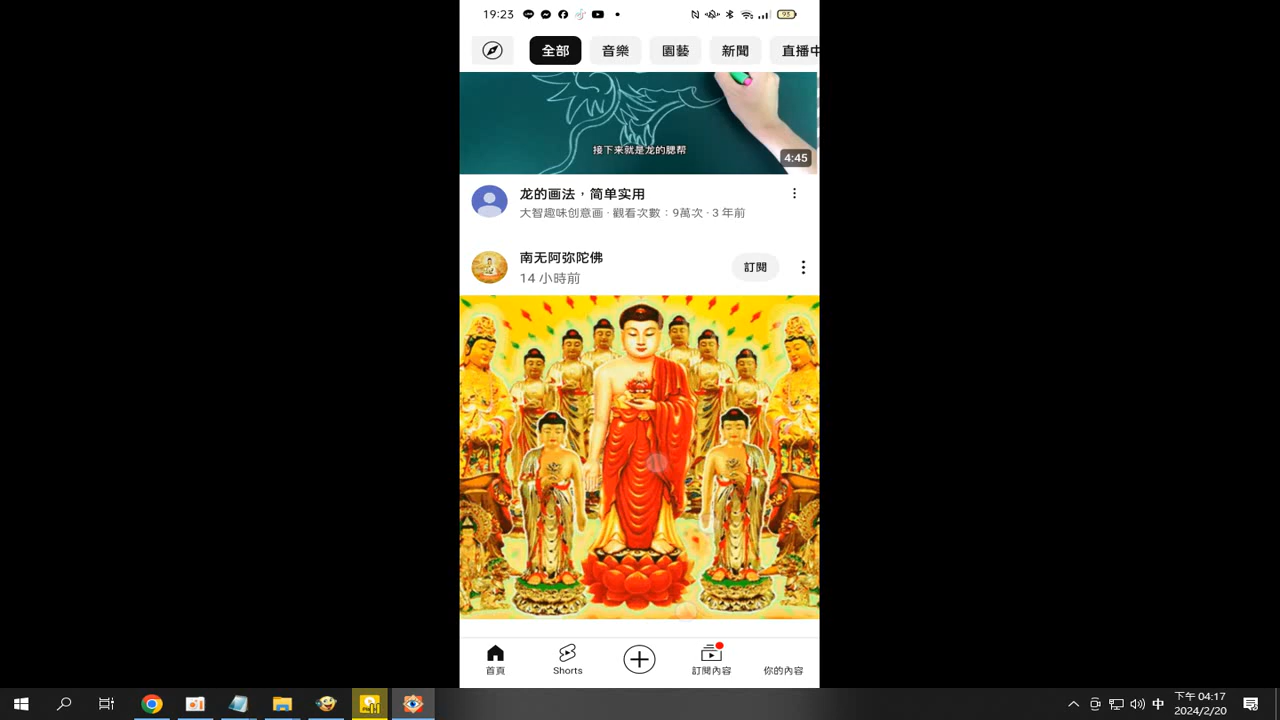 19:23
95
全部 音樂 園藝 新聞 直播中
接下来就是龙的腮帮
4:45
龙的画法，简单实用
大智趣味创意画 · 觀看次數：9萬次 · 3 年前
南无阿弥陀佛
訂閱
14 小時前
首頁 Shorts 訂閱內容 你的內容
中
下午 04:17
2024/2/20